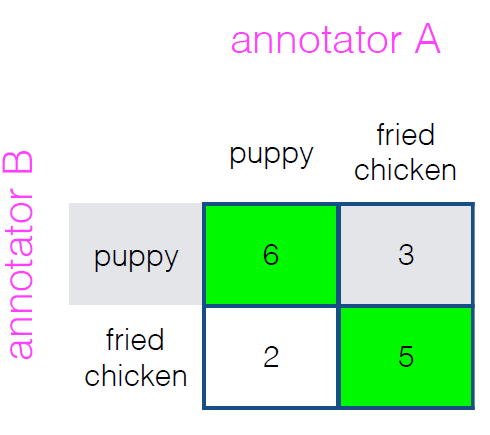 annotator A
annotator B
puppy
fried
chicken
puppy
6
3
fried
chicken
2
5